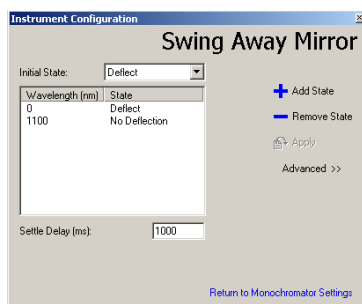 Instrument Configuration
Swing Away Mirror
Initial State: Deflect
Wavelength (nm) State
0 Deflect
1100 No Deflection
Add State
Remove State
Apply
Advanced >>
Settle Delay (ms): 1000
Return to Monochromator Settings